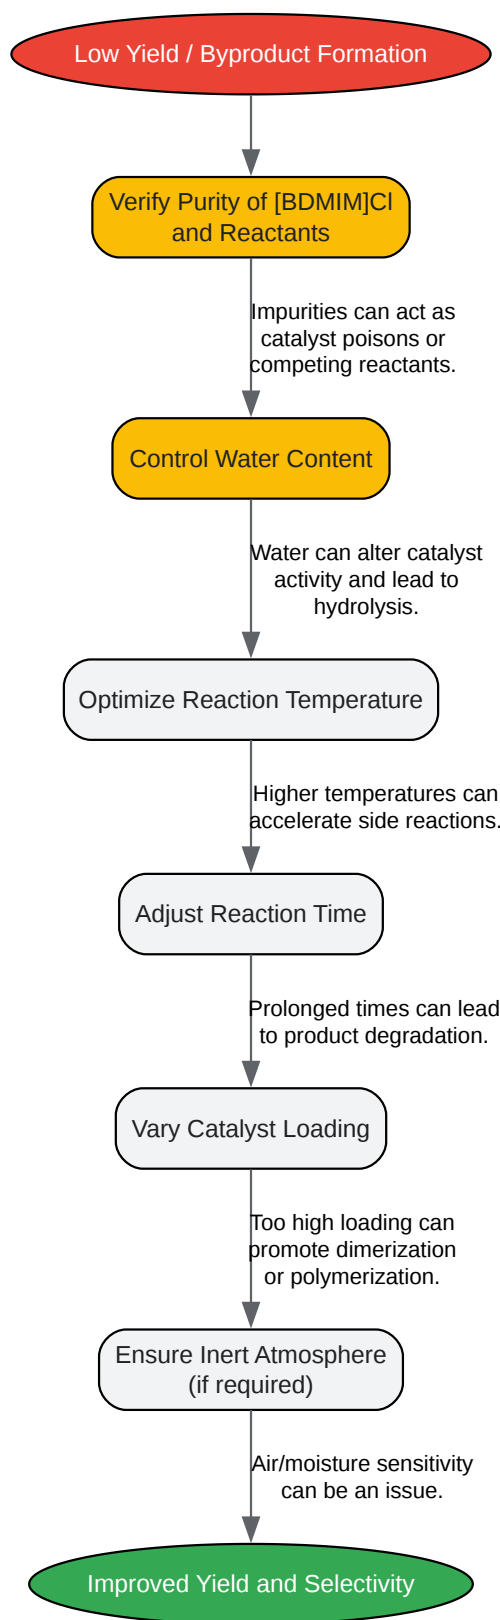 Low Yield / Byproduct Formation
Verify Purity of [BDMIM]Cl
and Reactants
Impurities can act as
catalyst poisons or
competing reactants.
Control Water Content
Water can alter catalyst
activity and lead to
hydrolysis.
Optimize Reaction Temperature
Higher temperatures can
accelerate side reactions.
Adjust Reaction Time
Prolonged times can lead
to product degradation.
Vary Catalyst Loading
Too high loading can
promote dimerization
or polymerization.
Ensure Inert Atmosphere
(if required)
Air/moisture sensitivity
can be an issue.
Improved Yield and Selectivity